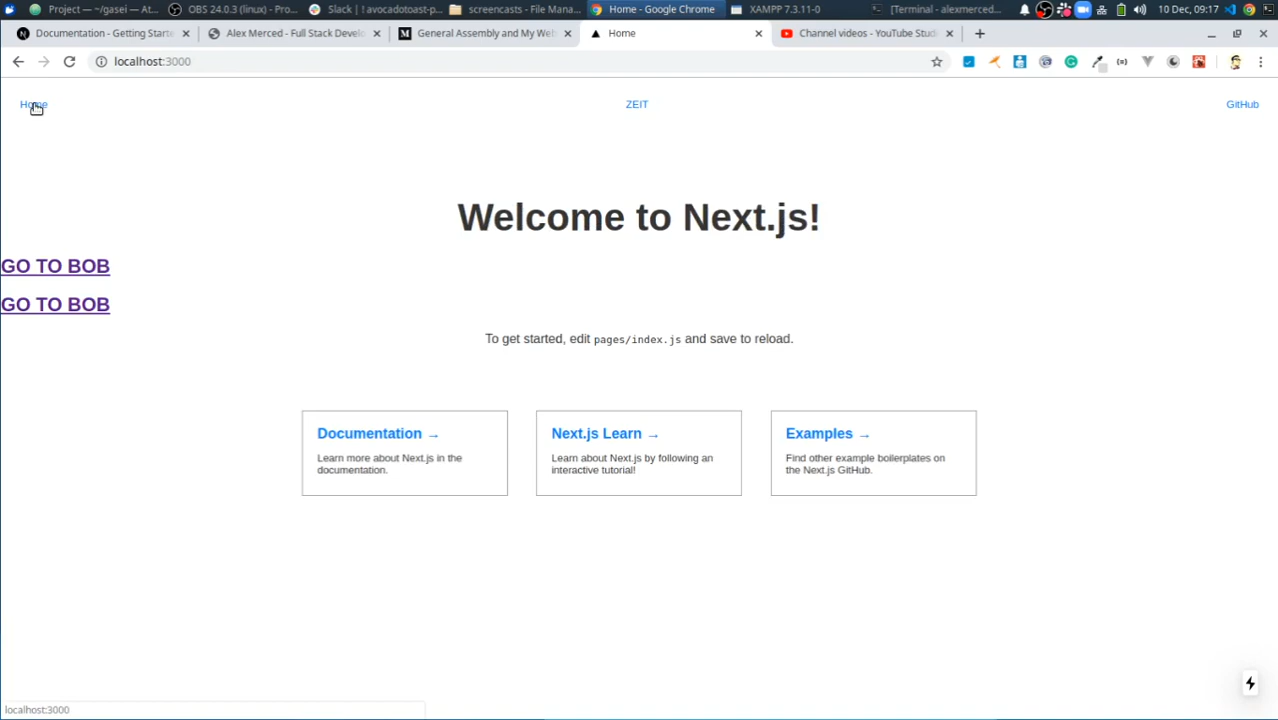 Project — ~/gasei — At...
OBS 24.0.3 (linux) - Pro...
Slack | !avocadotoast-p...
screencasts - File Mana...
Home - Google Chrome
XAMPP 7.3.11-0
[Terminal - alexmerced...
10 Dec, 09:17
Documentation - Getting Starte
Alex Merced - Full Stack Develo
General Assembly and My Web
Home
Channel videos - YouTube Stud
localhost:3000
Home
ZEIT
GitHub
Welcome to Next.js!
GO TO BOB
GO TO BOB
To get started, edit pages/index.js and save to reload.
Documentation →
Learn more about Next.js in the
documentation.
Next.js Learn →
Learn about Next.js by following an
interactive tutorial!
Examples →
Find other example boilerplates on
the Next.js GitHub.
localhost:3000